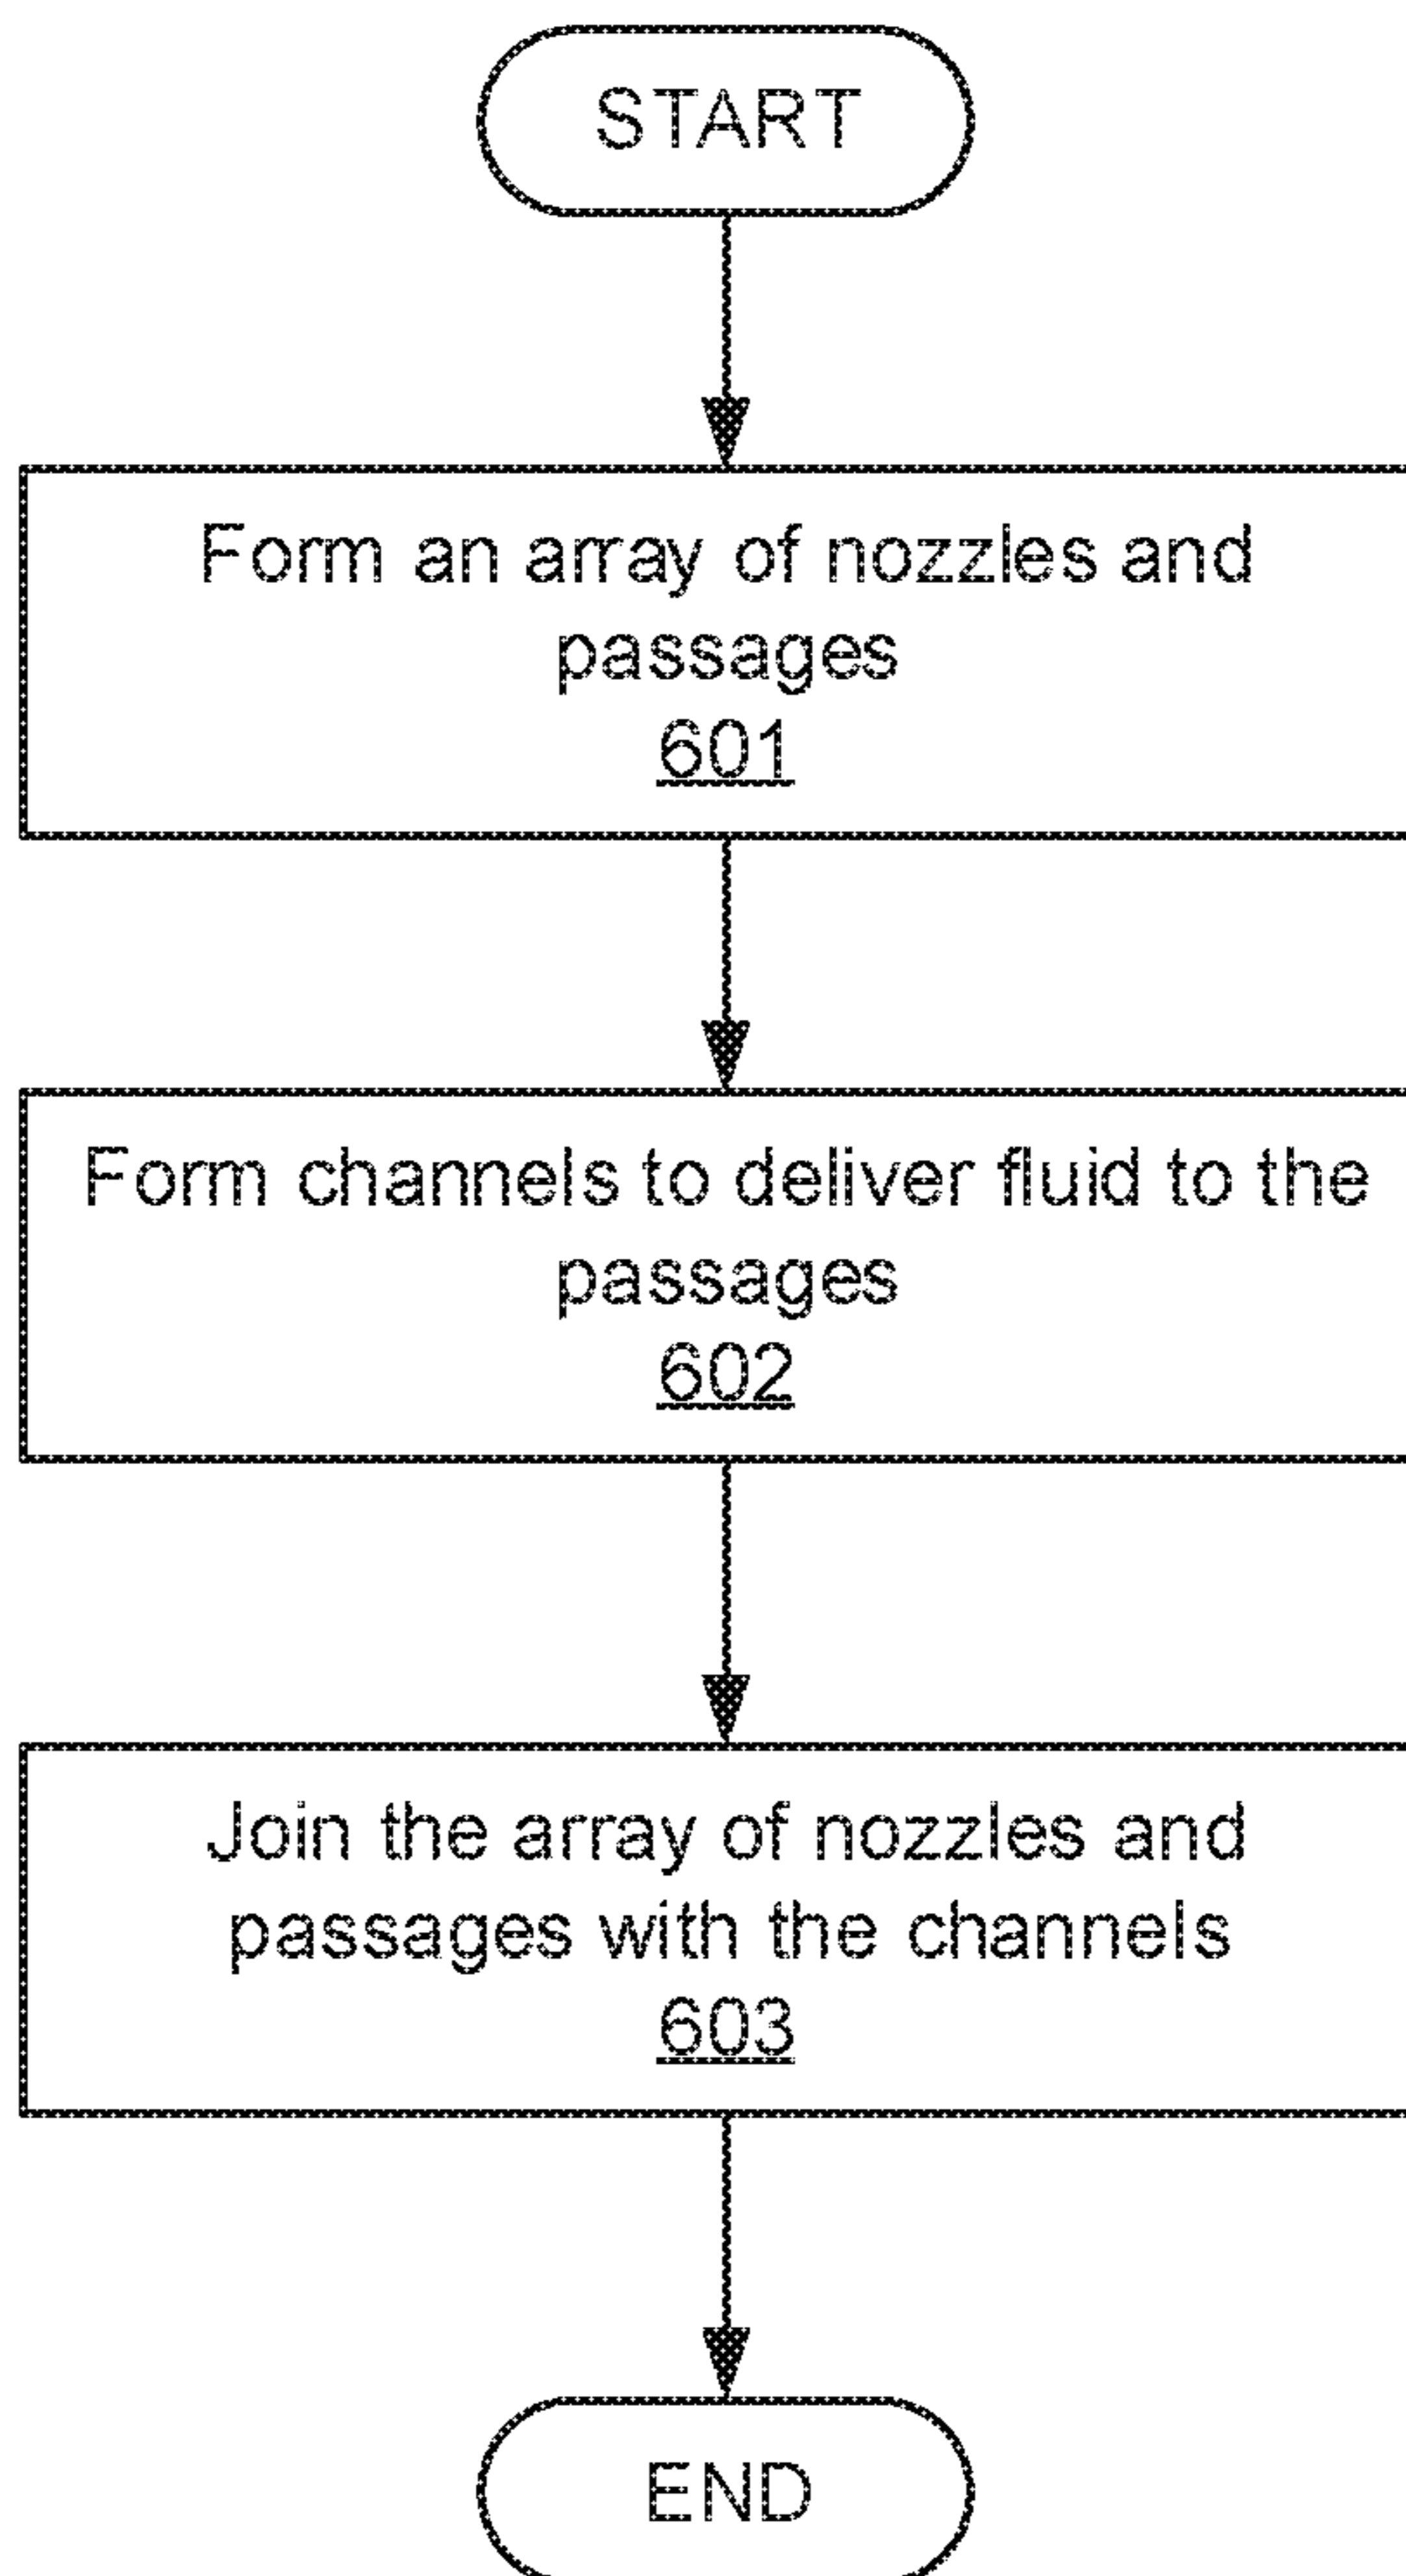 START
Form an array of nozzles and
passages
601
Form channels to deliver fluid to the
passages
602
Join the array of nozzles and
passages with the channels
603
END